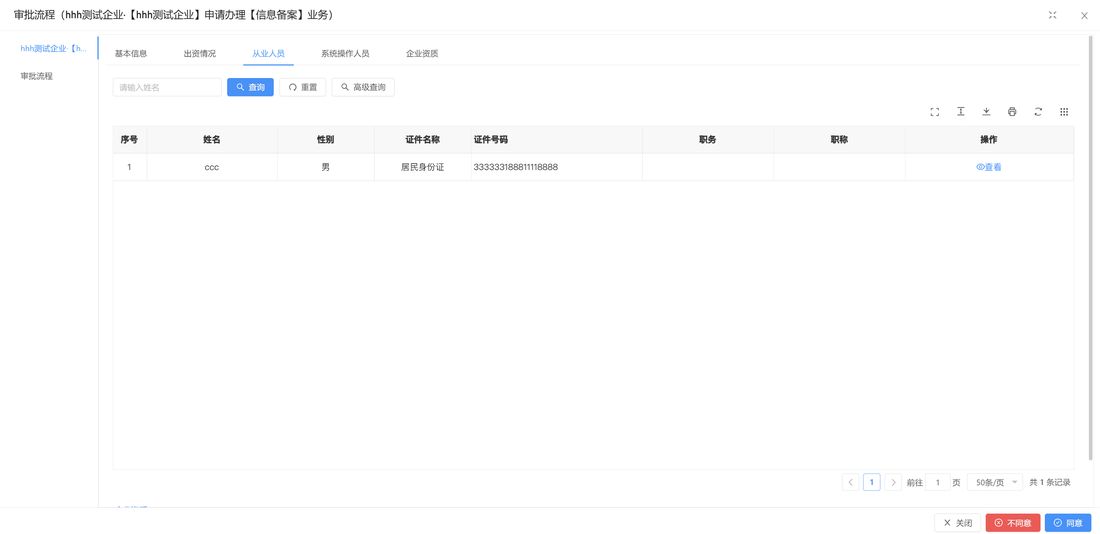 审批流程（hhh测试企业·【hhh测试企业】申请办理【信息备案】业务）
hhh测试企业·【h...
审批流程
基本信息 出资情况 从业人员 系统操作人员 企业资质
请输入姓名 查询 重置 高级查询
序号 姓名 性别 证件名称 证件号码 职务 职称 操作
1 ccc 男 居民身份证 333333188811118888 查看
1 前往 1 页 50条/页 共 1 条记录
关闭 不同意 同意